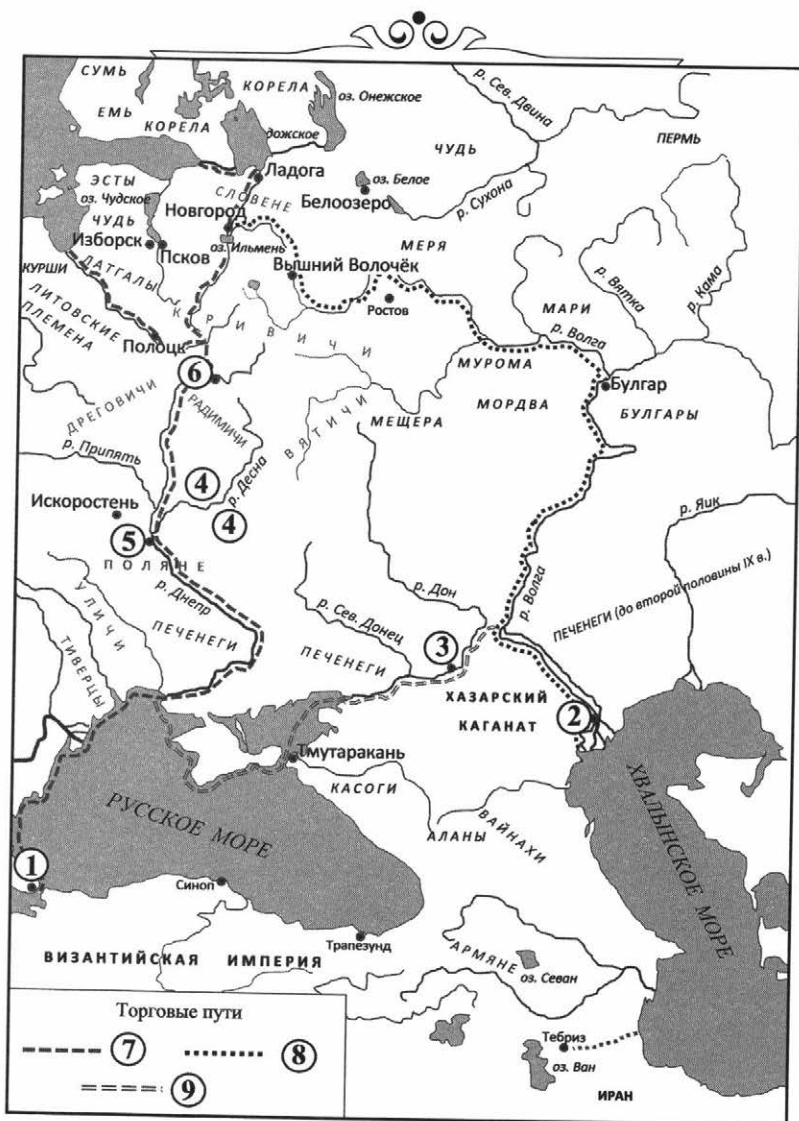 СУМЬ
КОРЕЛА
оз. Онежское
р. Сев. Двина
ЕМЬ
КОРЕЛА
дожское
ЧУДЬ
ПЕРМЬ
ЭСТЫ
Ладога
оз. Чудское
СЛОВЕНЕ
оз. Белое
Новгород
Белоозеро
р. Сухона
ЧУДЬ
Изборск
Псков
оз. Ильмень
МЕРЯ
КУРШИ
ДАТГАЛЫ
Вышний Волочёк
р. Вятка
р. Кама
ЛИТОВСКИЕ
ПЛЕМЕНА
Ростов
МАРИ
КРИВИЧИ
р. Волга
Полоцк
МУРОМА
6
Булгар
ДРЕГОВИЧИ
РАДИМИЧИ
ВЯТИЧИ
МЕЩЕРА
МОРДВА
БУЛГАРЫ
р. Припять
4
р. Десна
Искоростень
4
р. Яик
5
ПОЛЯНЕ
р. Дон
р. Волга
ПЕЧЕНЕГИ (до второй половины IX в.)
УЛИЧИ
р. Днепр
р. Сев. Донец
ТИВЕРЦЫ
ПЕЧЕНЕГИ
ПЕЧЕНЕГИ
3
ХАЗАРСКИЙ
КАГАНАТ
2
Тмутаракань
КАСОГИ
РУССКОЕ МОРЕ
АЛАНЫ
ВАЙНАХИ
ХВАЛЫНСКОЕ МОРЕ
1
Синоп
Трапезунд
ВИЗАНТИЙСКАЯ ИМПЕРИЯ
АРМЯНЕ
оз. Севан
Торговые пути
7
8
9
Тебриз
оз. Ван
ИРАН